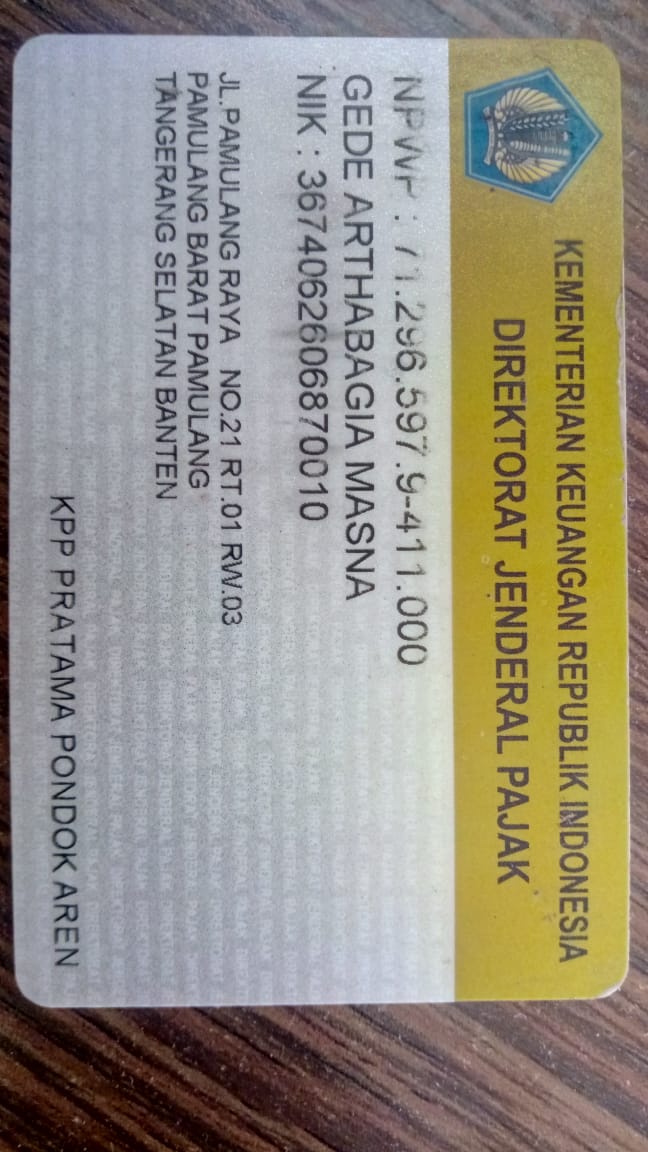 KEMENTERIAN KEUANGAN REPUBLIK INDONESIA
DIREKTORAT JENDERAL PAJAK
NPWP : 71.296.597.9-411.000
GEDE ARTHABAGIA MASNA
NIK : 3674062606870010
JL.PAMULANG RAYA NO.21 RT.01 RW.03
PAMULANG BARAT PAMULANG
TANGERANG SELATAN BANTEN
KPP PRATAMA PONDOK AREN